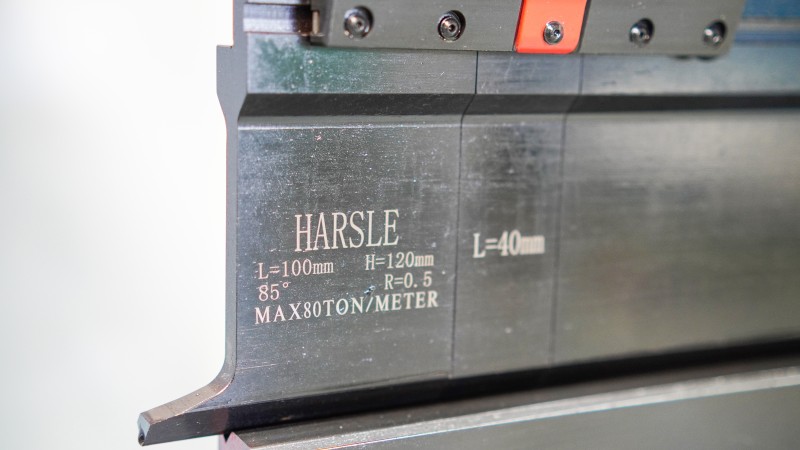 HARSLE
L=100mm H=120mm
85° R=0.5
MAX80TON/METER
L=40mm